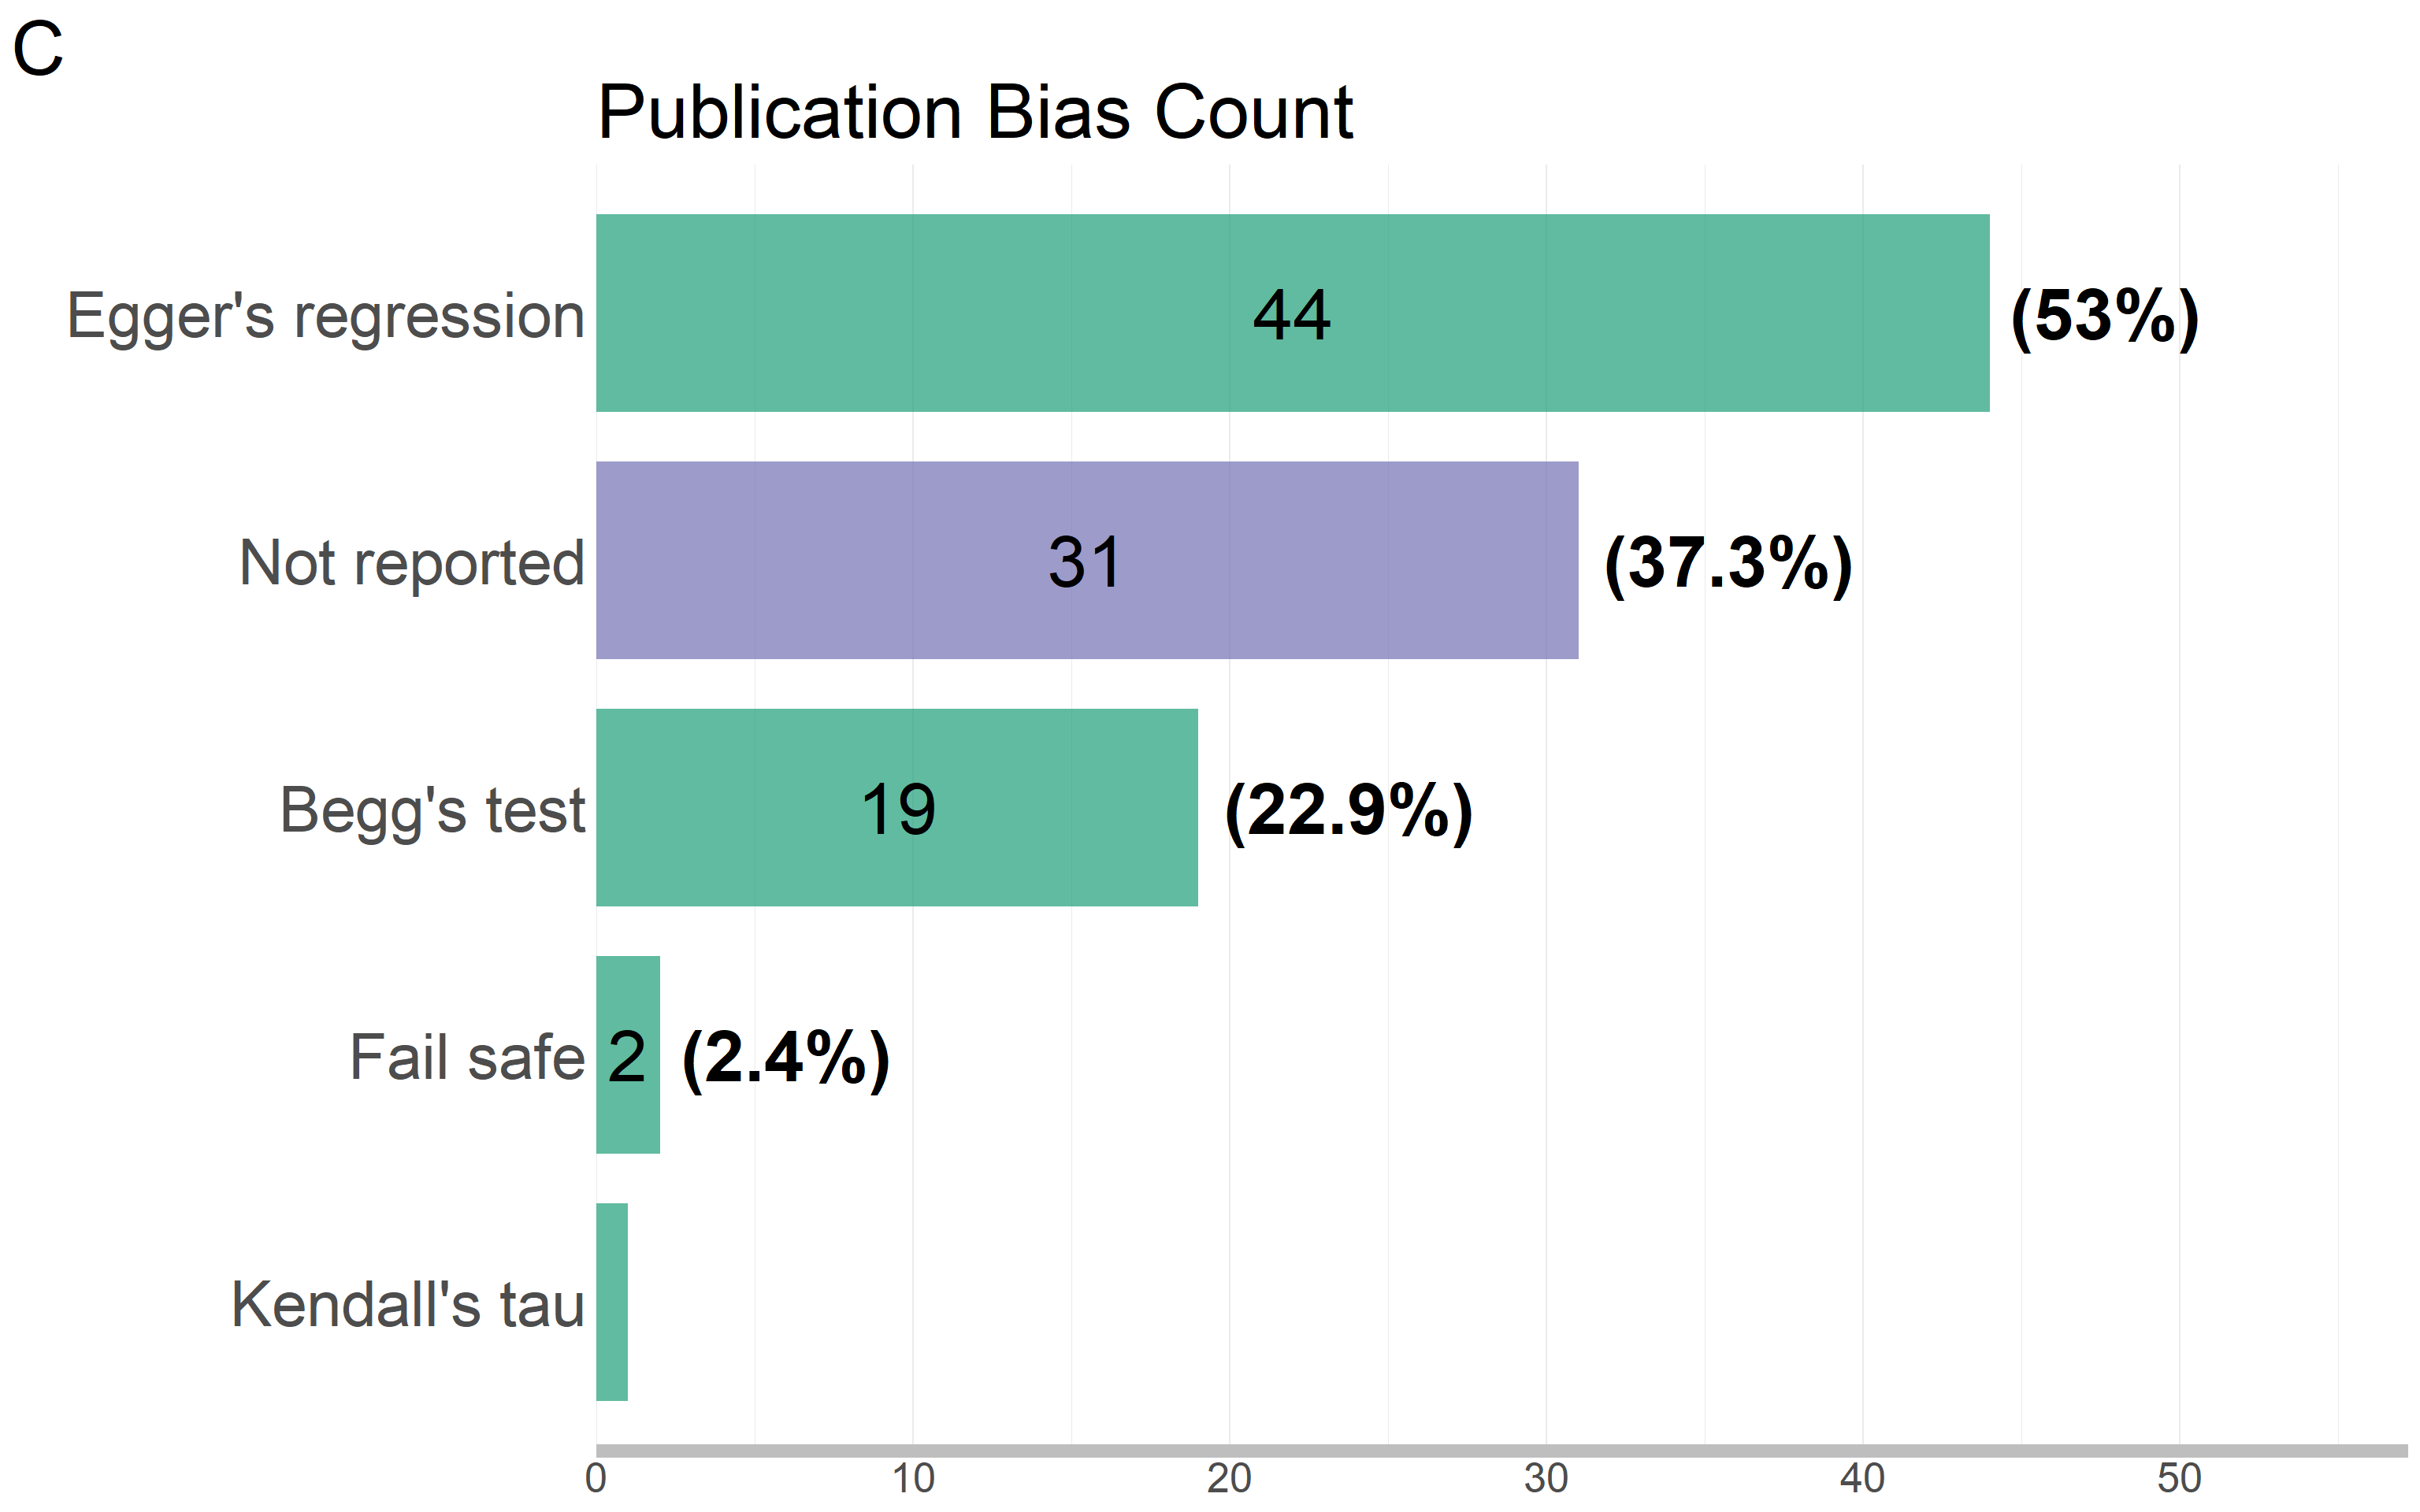 C
Publication Bias Count
Egger's regression 44 (53%)
Not reported 31 (37.3%)
Begg's test 19 (22.9%)
Fail safe 2 (2.4%)
Kendall's tau
0 10 20 30 40 50